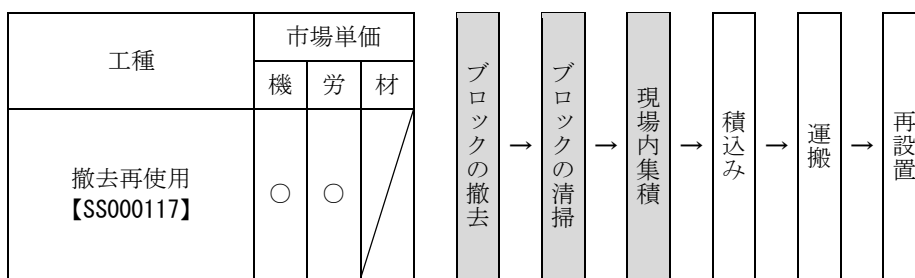 工種
市場単価
機 労 材
撤去再使用
【SS000117】
○ ○
ブロックの撤去
→
ブロックの清掃
→
現場内集積
→
積込み
→
運搬
→
再設置